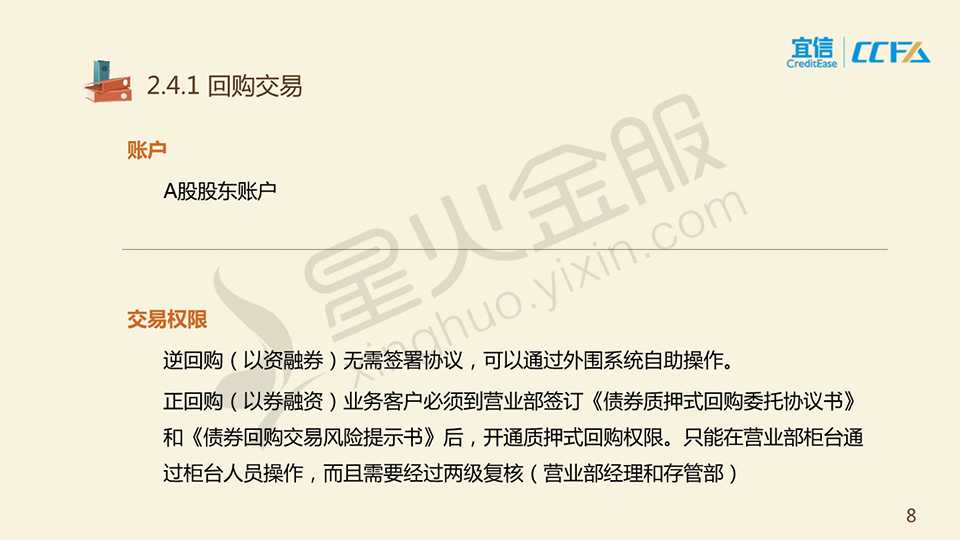 宜信
CreditEase
CCFA
2.4.1 回购交易
账户
A股股东账户
星火金服
xinghuo.yixin.com
交易权限
逆回购（以资融券）无需签署协议，可以通过外围系统自助操作。
正回购（以券融资）业务客户必须到营业部签订《债券质押式回购委托协议书》
和《债券回购交易风险提示书》后，开通质押式回购权限。只能在营业部柜台通
过柜台人员操作，而且需要经过两级复核（营业部经理和存管部）
8